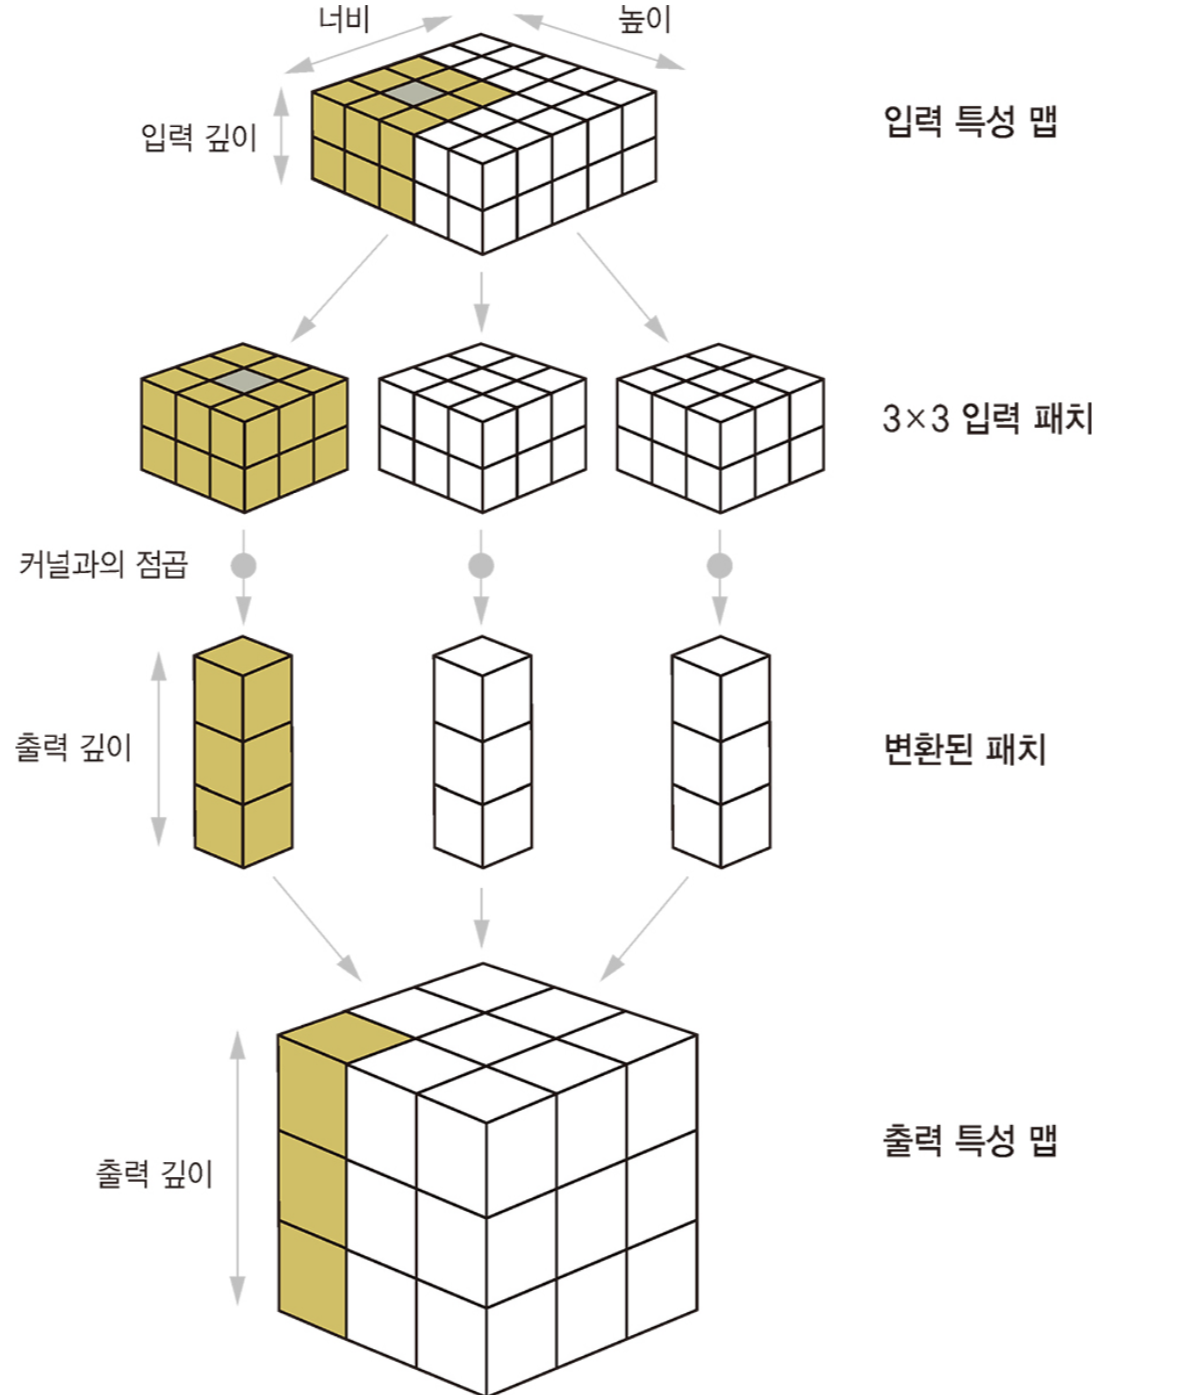 너비
높이
입력 깊이
입력 특성 맵
3×3 입력 패치
커널과의 점곱
출력 깊이
변환된 패치
출력 깊이
출력 특성 맵